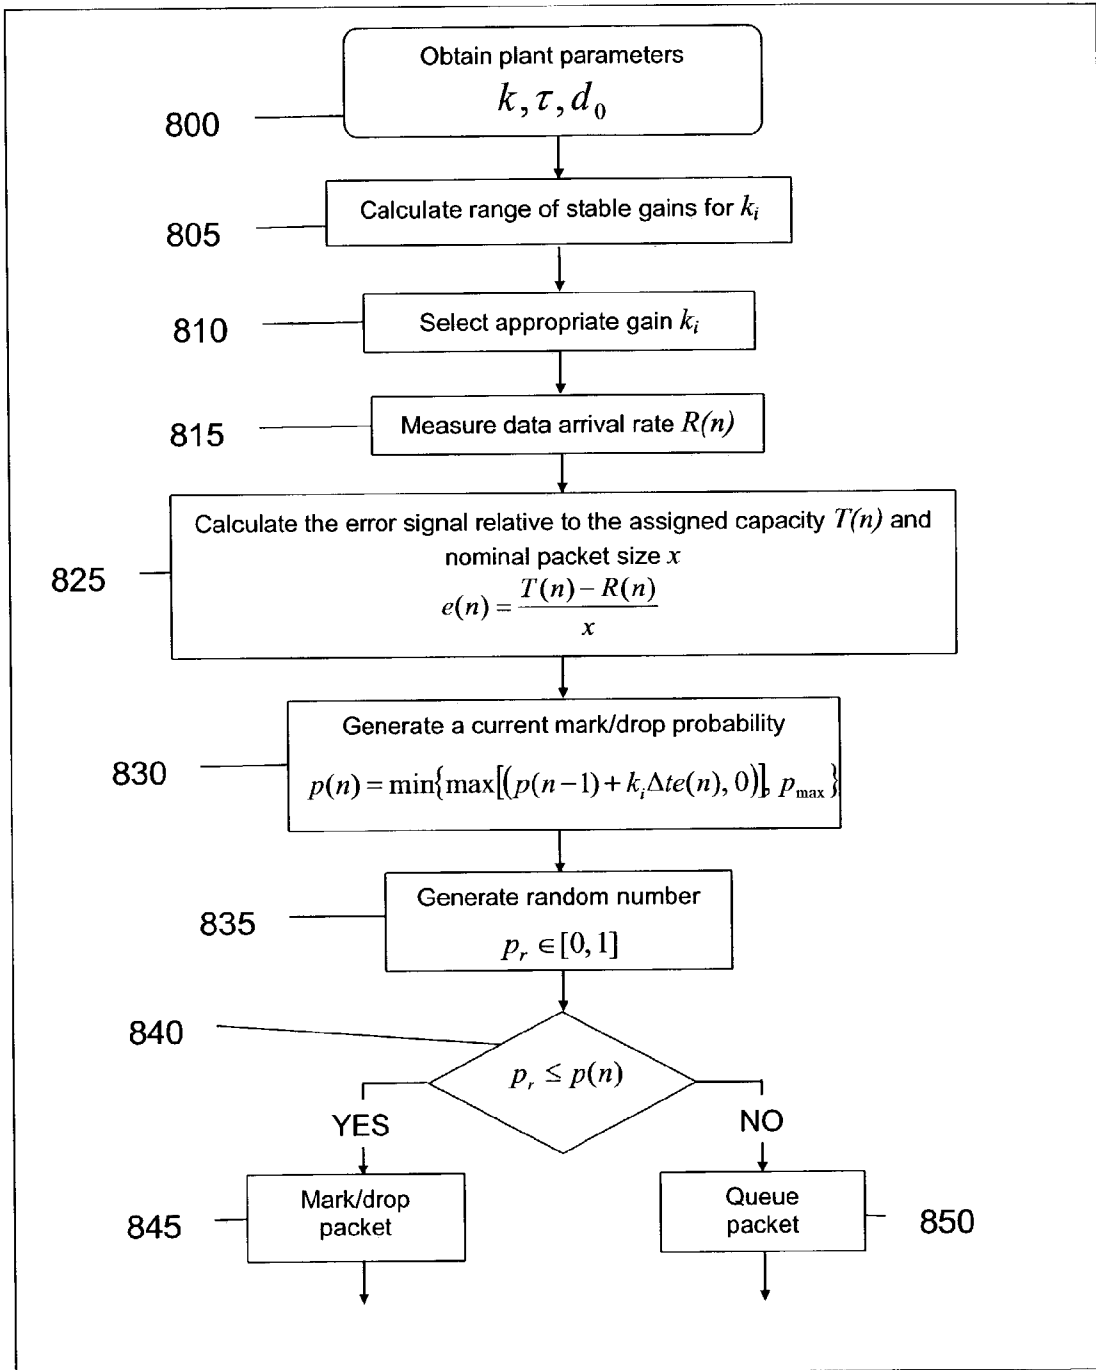 Obtain plant parameters
k, τ, d₀
800
Calculate range of stable gains for kᵢ
805
810
Select appropriate gain kᵢ
815
Measure data arrival rate R(n)
Calculate the error signal relative to the assigned capacity T(n) and
nominal packet size x
825
e(n) = (T(n) − R(n)) / x
Generate a current mark/drop probability
830
p(n) = min{max[(p(n−1) + kᵢΔte(n), 0)], p_max}
Generate random number
835
p_r ∈ [0, 1]
840
p_r ≤ p(n)
YES
NO
Mark/drop
packet
845
Queue
packet
850